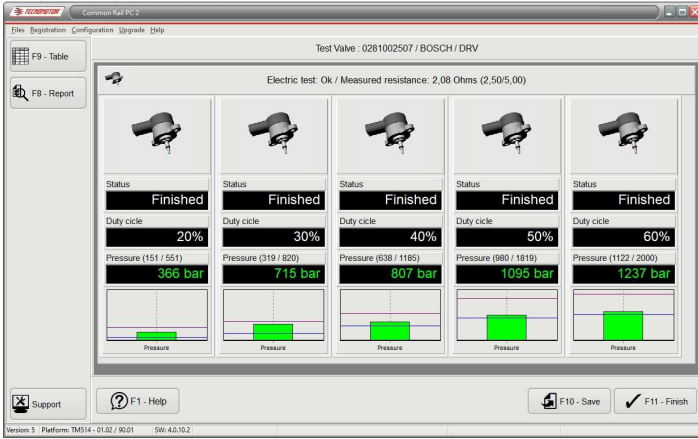 TECNOMOTOR Common Rail PC 2
Files Registration Configuration Upgrade Help
F9 - Table
F8 - Report
Test Valve : 0281002507 / BOSCH / DRV
Electric test: Ok / Measured resistance: 2,08 Ohms (2,50/5,00)
Status Status Status Status Status
Finished Finished Finished Finished Finished
Duty cicle Duty cicle Duty cicle Duty cicle Duty cicle
20% 30% 40% 50% 60%
Pressure (151 / 551) Pressure (319 / 820) Pressure (638 / 1185) Pressure (980 / 1819) Pressure (1122 / 2000)
366 bar 715 bar 807 bar 1095 bar 1237 bar
Pressure Pressure Pressure Pressure Pressure
Support
F1 - Help
F10 - Save
F11 - Finish
Version: 5 Platform: TM514 - 01.02 / 90.01 SW: 4.0.10.2